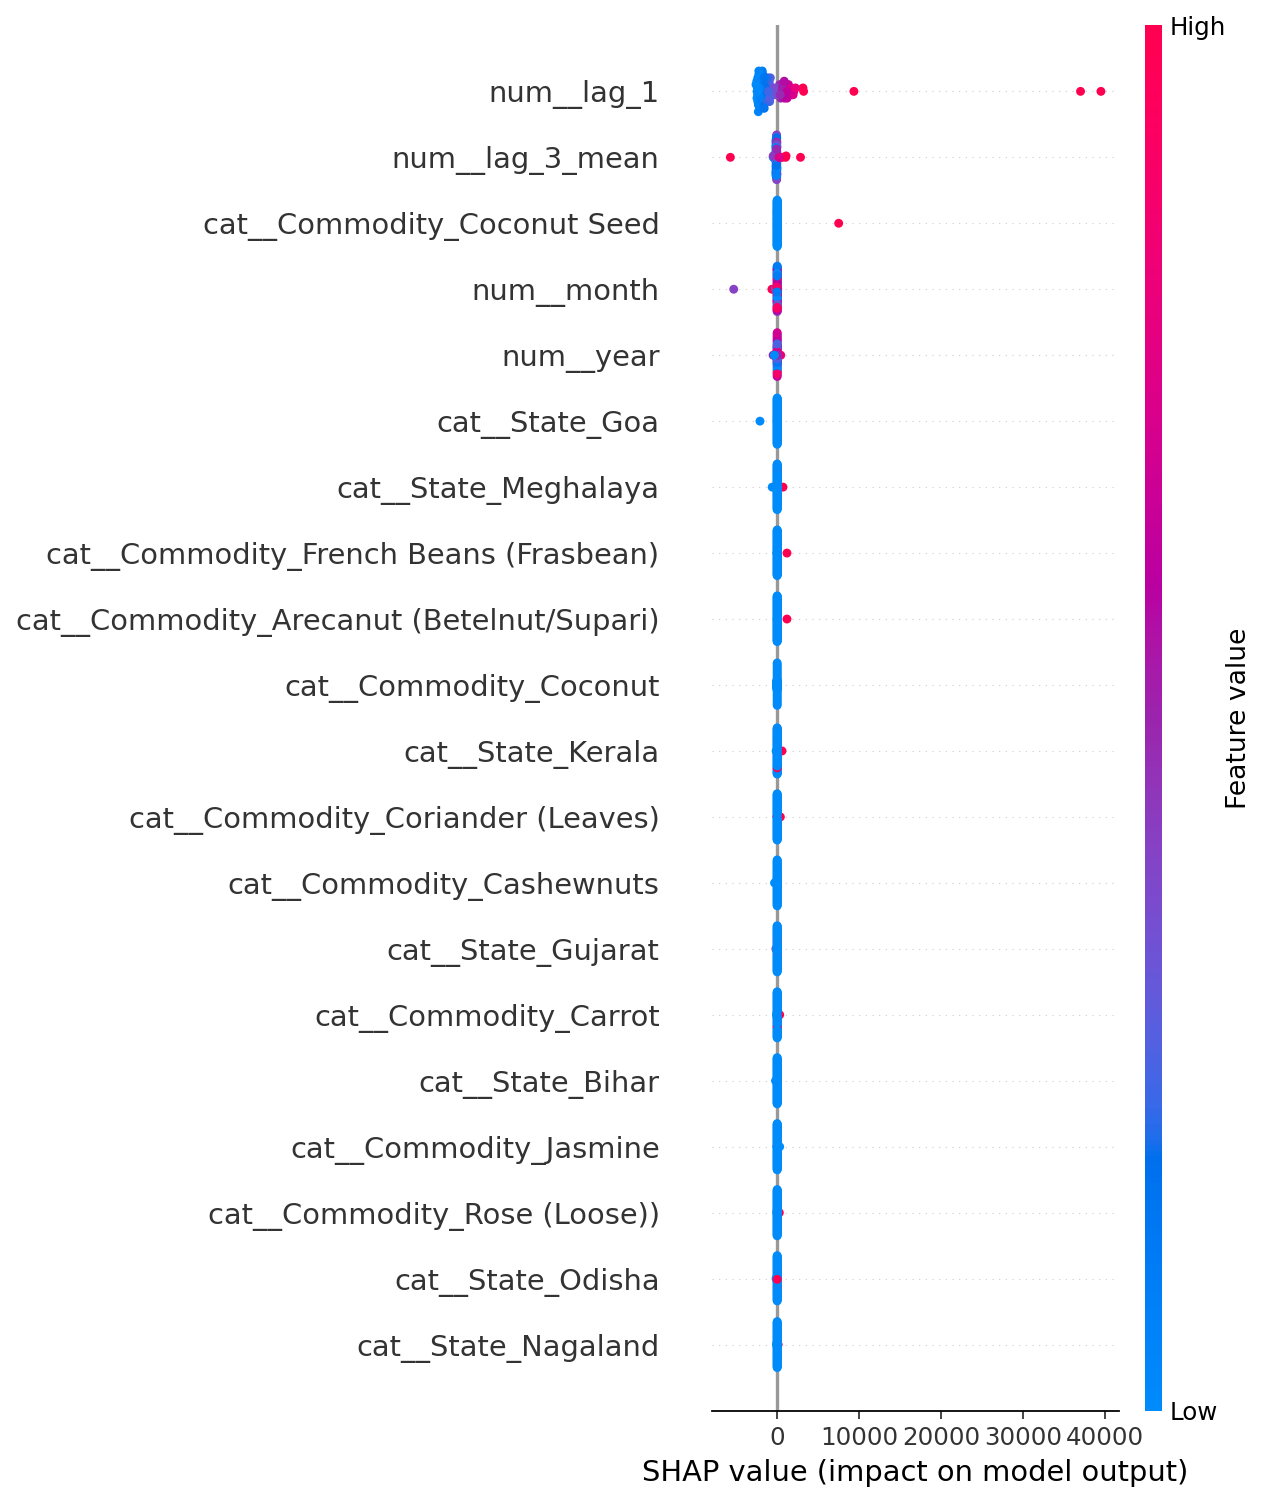 High
num__lag_1
num__lag_3_mean
cat__Commodity_Coconut Seed
num__month
num__year
cat__State_Goa
cat__State_Meghalaya
cat__Commodity_French Beans (Frasbean)
cat__Commodity_Arecanut (Betelnut/Supari)
cat__Commodity_Coconut
cat__State_Kerala
cat__Commodity_Coriander (Leaves)
cat__Commodity_Cashewnuts
cat__State_Gujarat
cat__Commodity_Carrot
cat__State_Bihar
cat__Commodity_Jasmine
cat__Commodity_Rose (Loose))
cat__State_Odisha
cat__State_Nagaland
Feature value
Low
0 10000 20000 30000 40000
SHAP value (impact on model output)